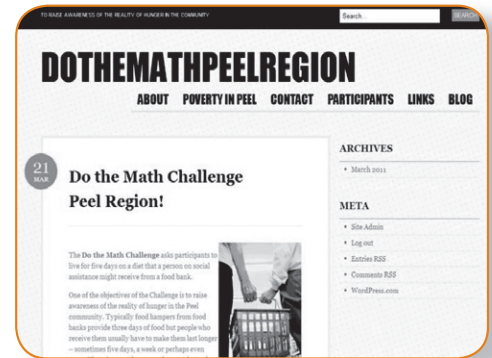 TO RAISE AWARENESS OF THE REALITY OF HUNGER IN THE COMMUNITY
Search...
SEARCH
DOTHEMATHPEELREGION
ABOUT POVERTY IN PEEL CONTACT PARTICIPANTS LINKS BLOG
21
MAR
Do the Math Challenge
Peel Region!
The Do the Math Challenge asks participants to
live for five days on a diet that a person on social
assistance might receive from a food bank.
One of the objectives of the Challenge is to raise
awareness of the reality of hunger in the Peel
community. Typically food hampers from food
banks provide three days of food but people who
receive them usually have to make them last longer
– sometimes five days, a week or perhaps even
ARCHIVES
March 2011
META
Site Admin
Log out
Entries RSS
Comments RSS
WordPress.com